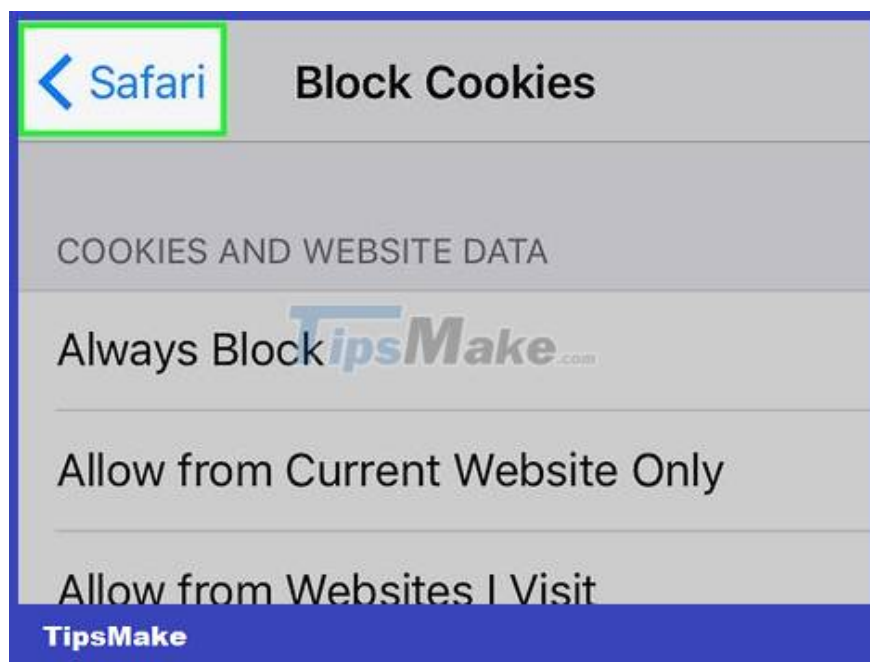 Safari Block Cookies
COOKIES AND WEBSITE DATA
Always Block
TipsMake.com
Allow from Current Website Only
Allow from Websites I Visit
TipsMake